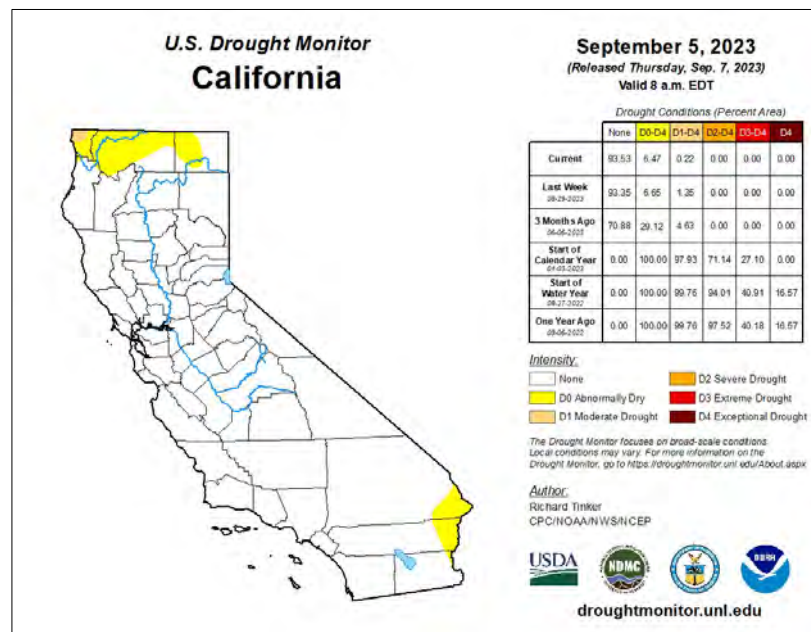 U.S. Drought Monitor
California
September 5, 2023
(Released Thursday, Sep. 7, 2023)
Valid 8 a.m. EDT
Drought Conditions (Percent Area)
None D0-D4 D1-D4 D2-D4 D3-D4 D4
Current 93.53 6.47 0.22 0.00 0.00 0.00
Last Week 93.35 6.65 1.35 0.00 0.00 0.00
08-29-2023
3 Months Ago 70.88 29.12 4.63 0.00 0.00 0.00
06-06-2023
Start of
Calendar Year 0.00 100.00 97.93 71.14 27.10 0.00
01-03-2023
Start of
Water Year 0.00 100.00 99.76 94.01 40.91 16.57
09-27-2022
One Year Ago 0.00 100.00 99.76 97.52 40.18 16.57
09-06-2022
Intensity:
None
D0 Abnormally Dry
D1 Moderate Drought
D2 Severe Drought
D3 Extreme Drought
D4 Exceptional Drought
The Drought Monitor focuses on broad-scale conditions.
Local conditions may vary. For more information on the
Drought Monitor, go to https://droughtmonitor.unl.edu/About.aspx
Author:
Richard Tinker
CPC/NOAA/NWS/NCEP
USDA
NDMC
droughtmonitor.unl.edu